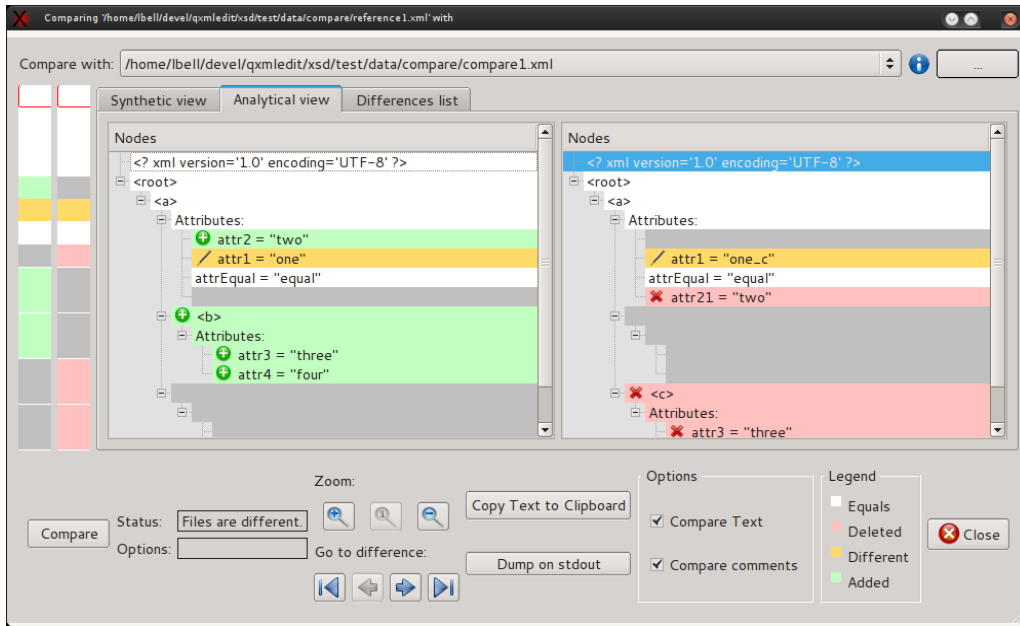 Comparing '/home/lbell/devel/qxmledit/xsd/test/data/compare/reference1.xml' with
Compare with: /home/lbell/devel/qxmledit/xsd/test/data/compare/compare1.xml ...
Synthetic view Analytical view Differences list
Nodes
<? xml version='1.0' encoding='UTF-8' ?>
<root>
<a>
Attributes:
attr2 = "two"
attr1 = "one"
attrEqual = "equal"
<b>
Attributes:
attr3 = "three"
attr4 = "four"
Nodes
<? xml version='1.0' encoding='UTF-8' ?>
<root>
<a>
Attributes:
attr1 = "one_c"
attrEqual = "equal"
attr21 = "two"
<c>
Attributes:
attr3 = "three"
Compare
Status: Files are different.
Options:
Zoom:
1
Go to difference:
Copy Text to Clipboard
Dump on stdout
Options
Compare Text
Compare comments
Legend
Equals
Deleted
Different
Added
Close